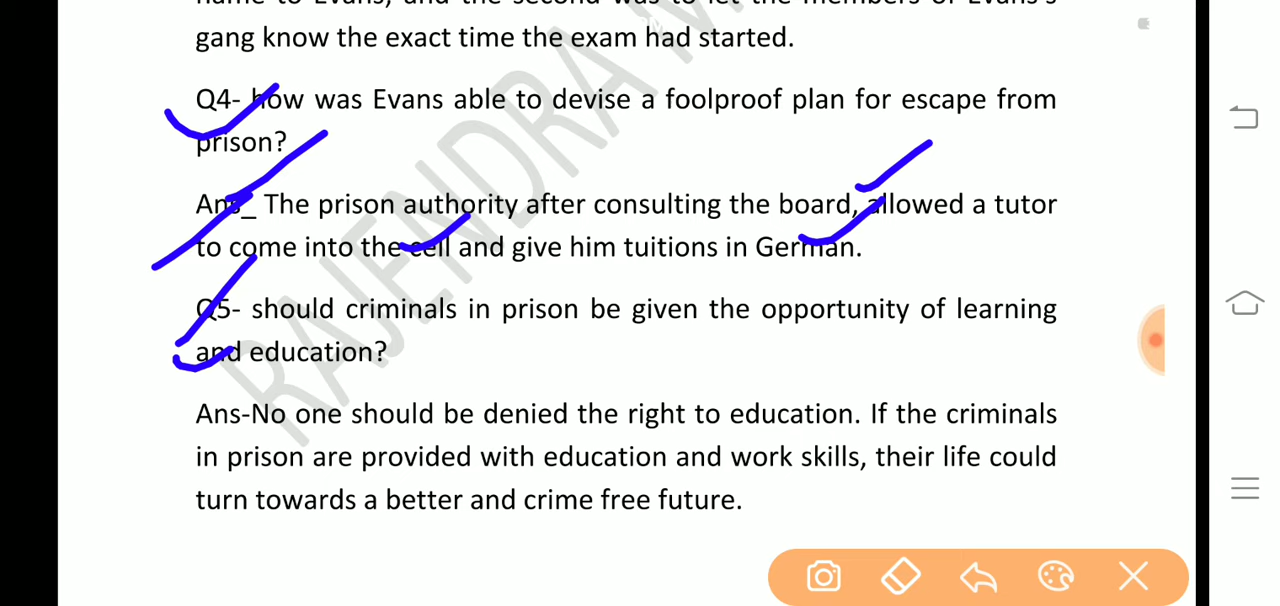 gang know the exact time the exam had started.
Q4- how was Evans able to devise a foolproof plan for escape from
prison?
Ans_ The prison authority after consulting the board, allowed a tutor
to come into the cell and give him tuitions in German.
Q5- should criminals in prison be given the opportunity of learning
and education?
Ans-No one should be denied the right to education. If the criminals
in prison are provided with education and work skills, their life could
turn towards a better and crime free future.
RAJENDRA M